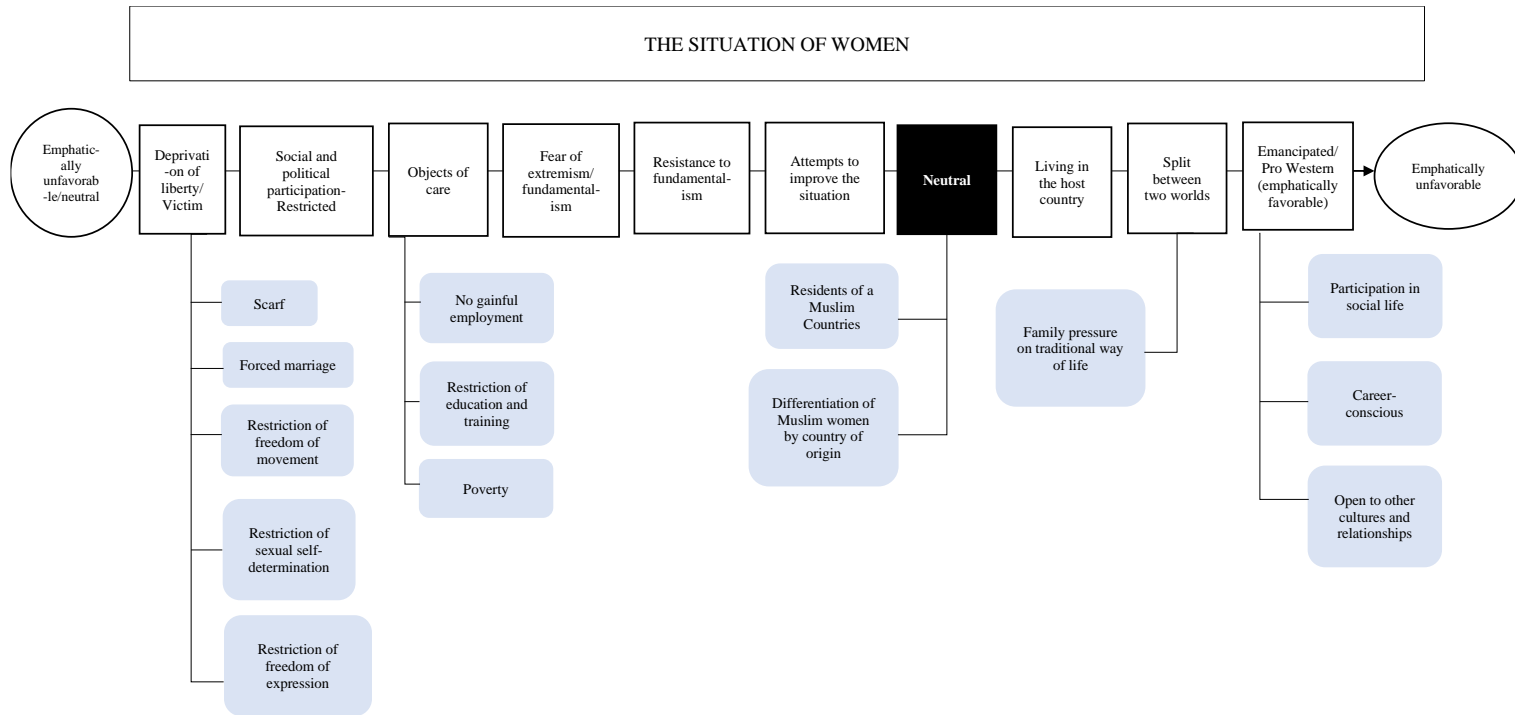 THE SITUATION OF WOMEN
Emphatic-
ally
unfavorab
-le/neutral
Deprivati
-on of
liberty/
Victim
Social and
political
participation-
Restricted
Objects of
care
Fear of
extremism/
fundamental-
ism
Resistance to
fundamental-
ism
Attempts to
improve the
situation
Neutral
Living in
the host
country
Split
between
two worlds
Emancipated/
Pro Western
(emphatically
favorable)
Emphatically
unfavorable
Scarf
Forced marriage
Restriction of
freedom of
movement
Restriction of
sexual self-
determination
Restriction of
freedom of
expression
No gainful
employment
Restriction of
education and
training
Poverty
Residents of a
Muslim
Countries
Differentiation of
Muslim women
by country of
origin
Family pressure
on traditional way
of life
Participation in
social life
Career-
conscious
Open to other
cultures and
relationships